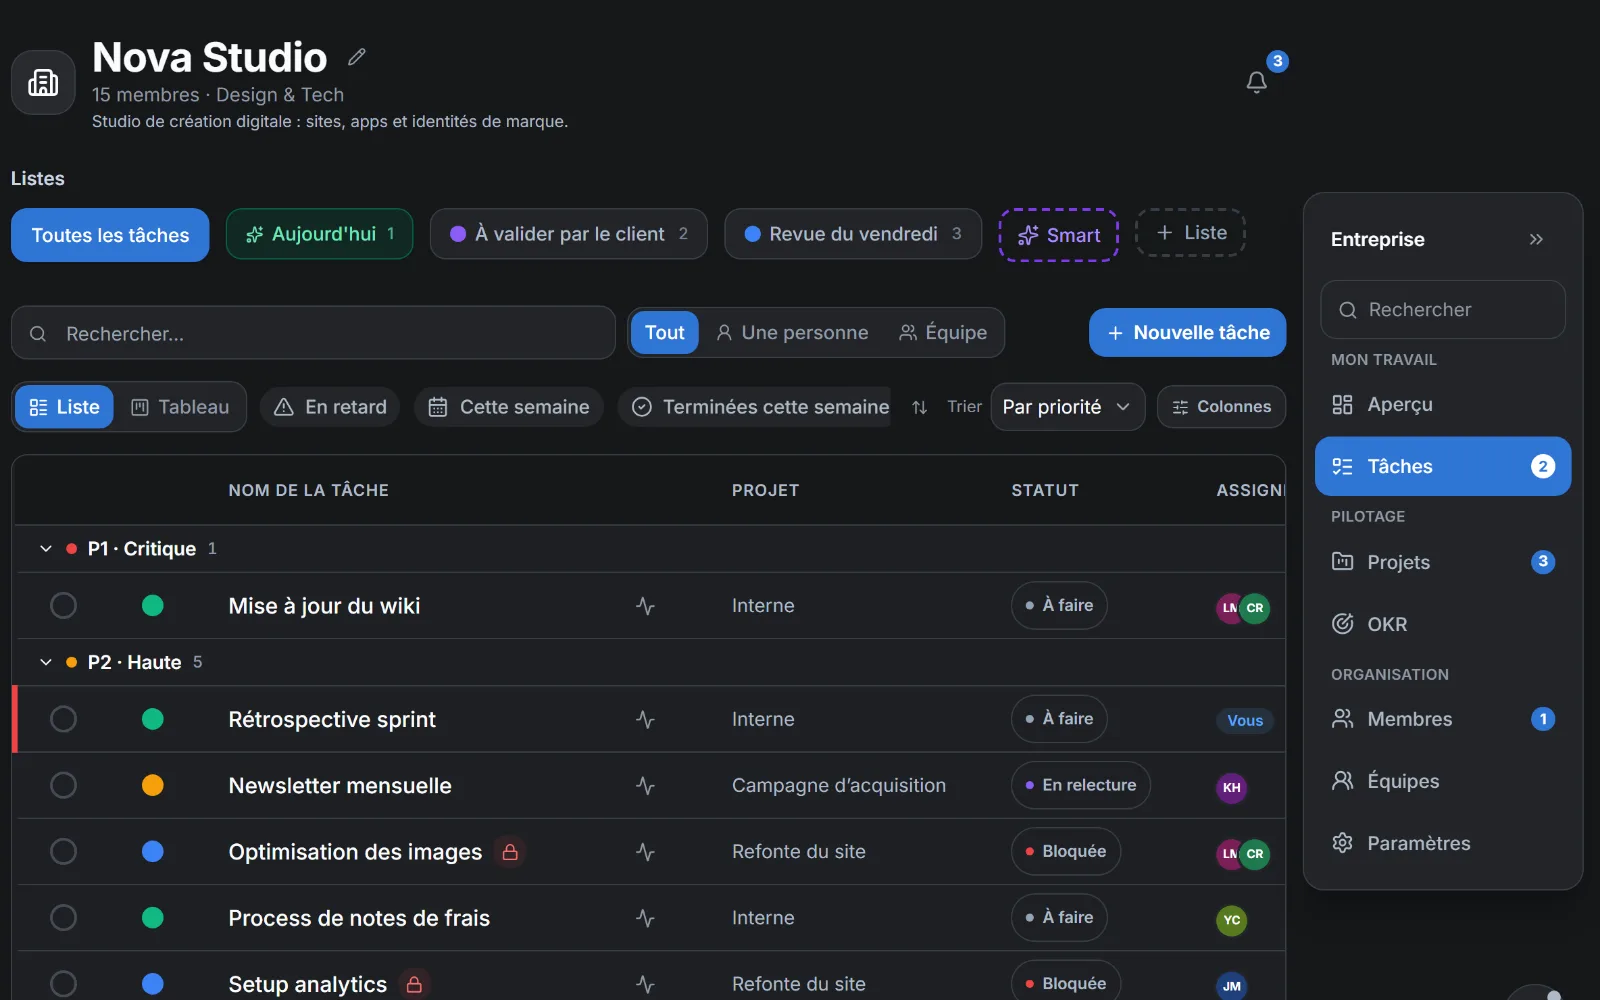 Nova Studio
15 membres · Design & Tech
Studio de création digitale : sites, apps et identités de marque.
3
Listes
Toutes les tâches
Aujourd'hui 1
À valider par le client 2
Revue du vendredi 3
Smart
+ Liste
Rechercher...
Tout
Une personne
Équipe
+ Nouvelle tâche
Liste
Tableau
En retard
Cette semaine
Terminées cette semaine
Trier
Par priorité
Colonnes
NOM DE LA TÂCHE PROJET STATUT ASSIGN
P1 · Critique 1
Mise à jour du wiki Interne À faire LM CR
P2 · Haute 5
Rétrospective sprint Interne À faire Vous
Newsletter mensuelle Campagne d’acquisition En relecture KH
Optimisation des images Refonte du site Bloquée LM CR
Process de notes de frais Interne À faire YC
Setup analytics Refonte du site Bloquée JM
Entreprise
Rechercher
MON TRAVAIL
Aperçu
Tâches 2
PILOTAGE
Projets 3
OKR
ORGANISATION
Membres 1
Équipes
Paramètres